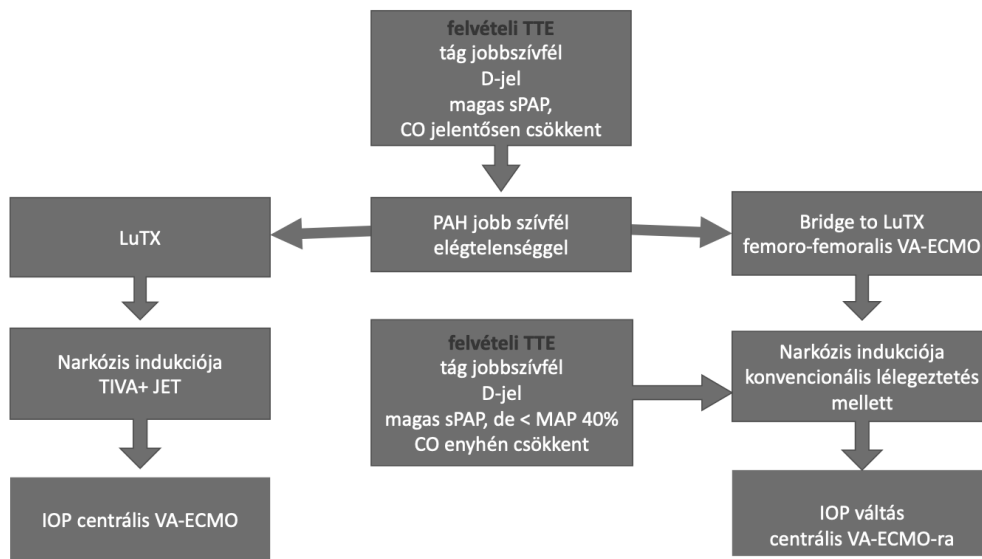 felvételi TTE
tág jobbszívfél
D-jel
magas sPAP,
CO jelentősen csökkent
LuTX
PAH jobb szívfél
elégtelenséggel
Bridge to LuTX
femoro-femoralis VA-ECMO
Narkózis indukciója
TIVA+ JET
felvételi TTE
tág jobbszívfél
D-jel
magas sPAP, de < MAP 40%
CO enyhén csökkent
Narkózis indukciója
konvencionális lélegeztetés
mellett
IOP centrális VA-ECMO
IOP váltás
centrális VA-ECMO-ra